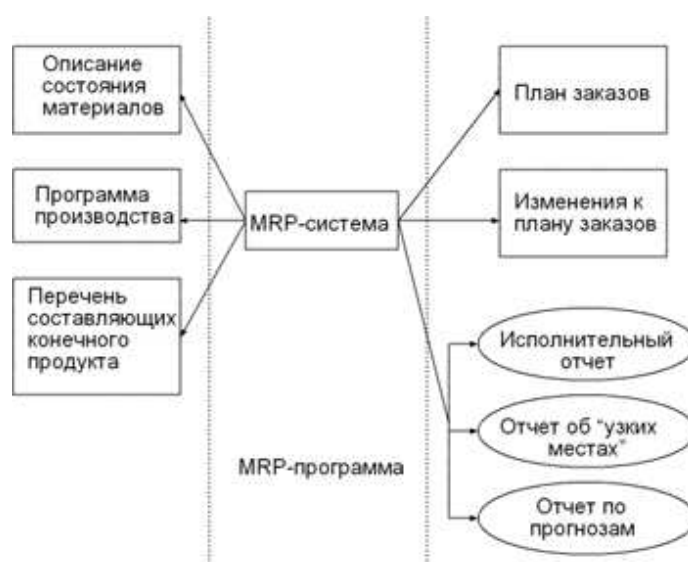 Описание
состояния
материалов
Программа
производства
Перечень
составляющих
конечного
продукта
MRP-система
MRP-программа
План заказов
Изменения к
плану заказов
Исполнительный
отчет
Отчет об "узких
местах"
Отчет по
прогнозам